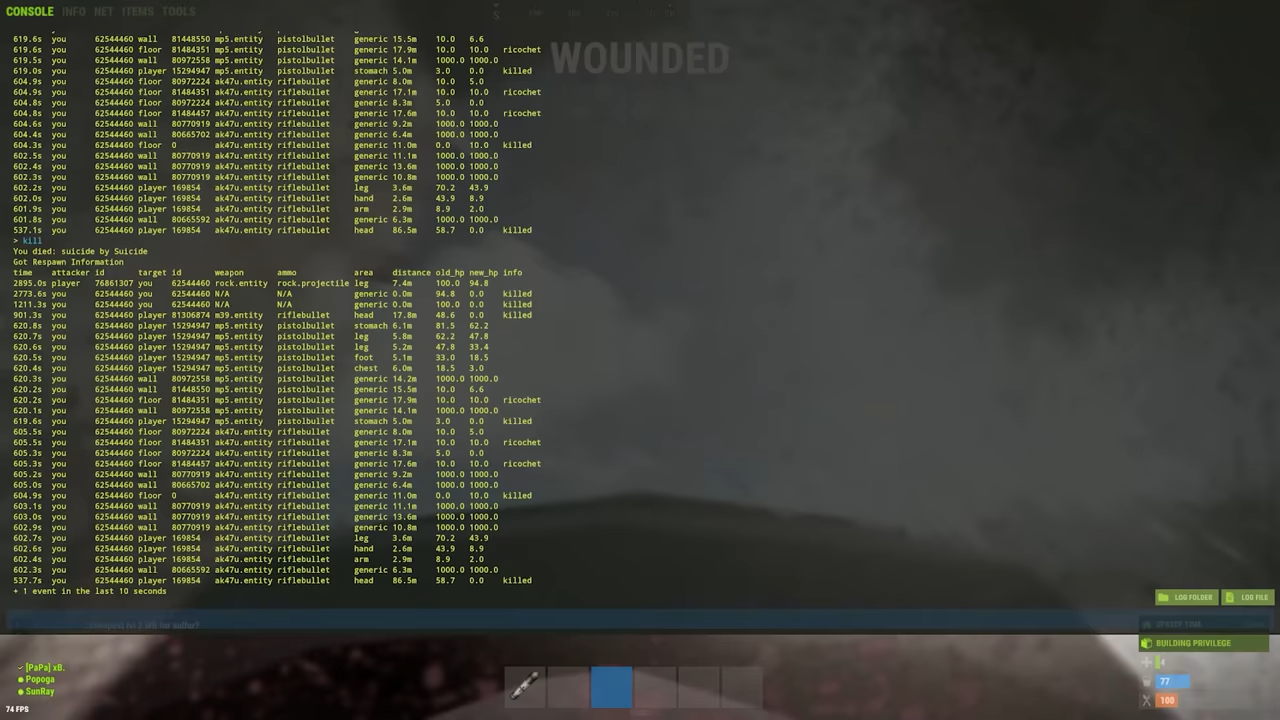 CONSOLE INFO NET ITEMS TOOLS
S
WOUNDED
619.6s you 62544460 wall 81448550 mp5.entity pistolbullet generic 15.5m 10.0 6.6
619.5s you 62544460 floor 81484351 mp5.entity pistolbullet generic 17.9m 10.0 10.0 ricochet
619.5s you 62544460 wall 80972558 mp5.entity pistolbullet generic 14.1m 1000.0 1000.0
619.0s you 62544460 player 15294947 mp5.entity pistolbullet stomach 5.0m 3.0 0.0 killed
604.9s you 62544460 floor 80972224 ak47u.entity riflebullet generic 8.0m 10.0 5.0
604.9s you 62544460 floor 81484351 ak47u.entity riflebullet generic 17.1m 10.0 10.0 ricochet
604.8s you 62544460 floor 80972224 ak47u.entity riflebullet generic 8.3m 5.0 0.0
604.8s you 62544460 floor 81484457 ak47u.entity riflebullet generic 17.6m 10.0 10.0 ricochet
604.6s you 62544460 wall 80770919 ak47u.entity riflebullet generic 9.2m 1000.0 1000.0
604.4s you 62544460 wall 80665702 ak47u.entity riflebullet generic 6.4m 1000.0 1000.0
604.3s you 62544460 floor 0 ak47u.entity riflebullet generic 11.0m 0.0 10.0 killed
602.5s you 62544460 wall 80770919 ak47u.entity riflebullet generic 11.1m 1000.0 1000.0
602.4s you 62544460 wall 80770919 ak47u.entity riflebullet generic 13.6m 1000.0 1000.0
602.3s you 62544460 wall 80770919 ak47u.entity riflebullet generic 10.8m 1000.0 1000.0
602.2s you 62544460 player 169854 ak47u.entity riflebullet leg 3.6m 70.2 43.9
602.0s you 62544460 player 169854 ak47u.entity riflebullet hand 2.6m 43.9 8.9
601.9s you 62544460 player 169854 ak47u.entity riflebullet arm 2.9m 8.9 2.0
601.8s you 62544460 wall 80665592 ak47u.entity riflebullet generic 6.3m 1000.0 1000.0
537.1s you 62544460 player 169854 ak47u.entity riflebullet head 86.5m 58.7 0.0 killed
> kill
You died: suicide by Suicide
Got Respawn Information
time attacker id target id weapon ammo area distance old_hp new_hp info
2895.0s player 76861307 you 62544460 rock.entity rock.projectile leg 7.4m 100.0 94.8
2773.6s you 62544460 you 62544460 N/A N/A generic 0.0m 94.8 0.0 killed
1211.3s you 62544460 you 62544460 N/A N/A generic 0.0m 100.0 0.0 killed
901.3s you 62544460 player 81306874 m39.entity riflebullet head 17.8m 48.6 0.0 killed
620.8s you 62544460 player 15294947 mp5.entity pistolbullet stomach 6.1m 81.5 62.2
620.7s you 62544460 player 15294947 mp5.entity pistolbullet leg 5.8m 62.2 47.8
620.6s you 62544460 player 15294947 mp5.entity pistolbullet leg 5.2m 47.8 33.4
620.5s you 62544460 player 15294947 mp5.entity pistolbullet foot 5.1m 33.0 18.5
620.4s you 62544460 player 15294947 mp5.entity pistolbullet chest 6.0m 18.5 3.0
620.3s you 62544460 wall 80972558 mp5.entity pistolbullet generic 14.2m 1000.0 1000.0
620.2s you 62544460 wall 81448550 mp5.entity pistolbullet generic 15.5m 10.0 6.6
620.2s you 62544460 floor 81484351 mp5.entity pistolbullet generic 17.9m 10.0 10.0 ricochet
620.1s you 62544460 wall 80972558 mp5.entity pistolbullet generic 14.1m 1000.0 1000.0
619.6s you 62544460 player 15294947 mp5.entity pistolbullet stomach 5.0m 3.0 0.0 killed
605.5s you 62544460 floor 80972224 ak47u.entity riflebullet generic 8.0m 10.0 5.0
605.5s you 62544460 floor 81484351 ak47u.entity riflebullet generic 17.1m 10.0 10.0 ricochet
605.3s you 62544460 floor 80972224 ak47u.entity riflebullet generic 8.3m 5.0 0.0
605.3s you 62544460 floor 81484457 ak47u.entity riflebullet generic 17.6m 10.0 10.0 ricochet
605.2s you 62544460 wall 80770919 ak47u.entity riflebullet generic 9.2m 1000.0 1000.0
605.0s you 62544460 wall 80665702 ak47u.entity riflebullet generic 6.4m 1000.0 1000.0
604.9s you 62544460 floor 0 ak47u.entity riflebullet generic 11.0m 0.0 10.0 killed
603.1s you 62544460 wall 80770919 ak47u.entity riflebullet generic 11.1m 1000.0 1000.0
603.0s you 62544460 wall 80770919 ak47u.entity riflebullet generic 13.6m 1000.0 1000.0
602.9s you 62544460 wall 80770919 ak47u.entity riflebullet generic 10.8m 1000.0 1000.0
602.7s you 62544460 player 169854 ak47u.entity riflebullet leg 3.6m 70.2 43.9
602.6s you 62544460 player 169854 ak47u.entity riflebullet hand 2.6m 43.9 8.9
602.4s you 62544460 player 169854 ak47u.entity riflebullet arm 2.9m 8.9 2.0
602.3s you 62544460 wall 80665592 ak47u.entity riflebullet generic 6.3m 1000.0 1000.0
537.7s you 62544460 player 169854 ak47u.entity riflebullet head 86.5m 58.7 0.0 killed
+ 1 event in the last 10 seconds
LOG FOLDER LOG FILE
BUILDING PRIVILEGE
4
77
100
[PaPa] xB.
Popoga
SunRay
74 FPS